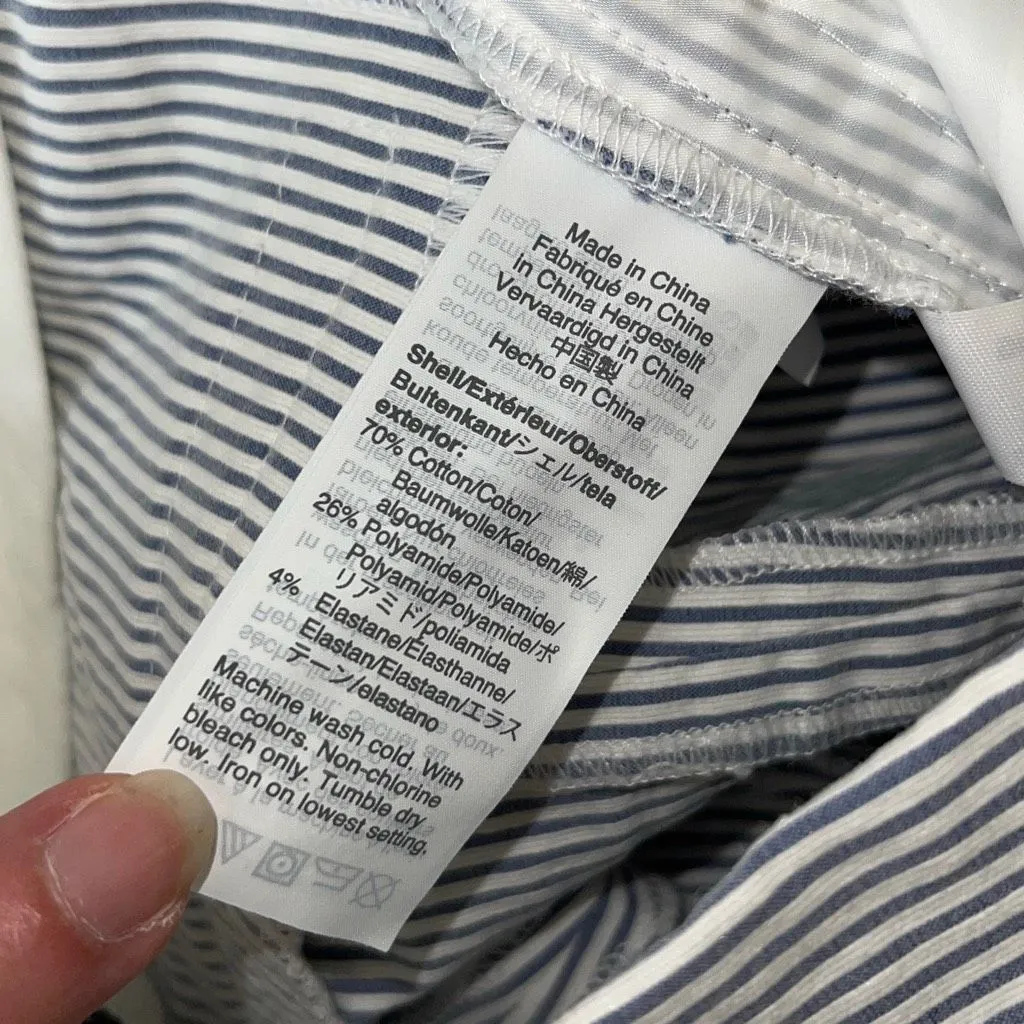 Made in China
Fabriqué en Chine
in China Hergestellt
Vervaardigd in China
中国製
Hecho en China
Shell/Extérieur/Oberstoff/
Buitenkant/シェル/tela
exterior:
70% Cotton/Coton/
Baumwolle/Katoen/綿/
algodón
26% Polyamide/Polyamide/
Polyamid/Polyamide/ポ
リアミド/poliamida
4% Elastane/Élasthanne/
Elastan/Elastaan/エラス
テーン/elastano
Machine wash cold. With
like colors. Non-chlorine
bleach only. Tumble dry
low. Iron on lowest setting.